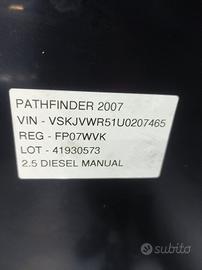 PATHFINDER 2007
VIN - VSKJVWR51U0207465
REG - FP07WVK
LOT - 41930573
2.5 DIESEL MANUAL
subito